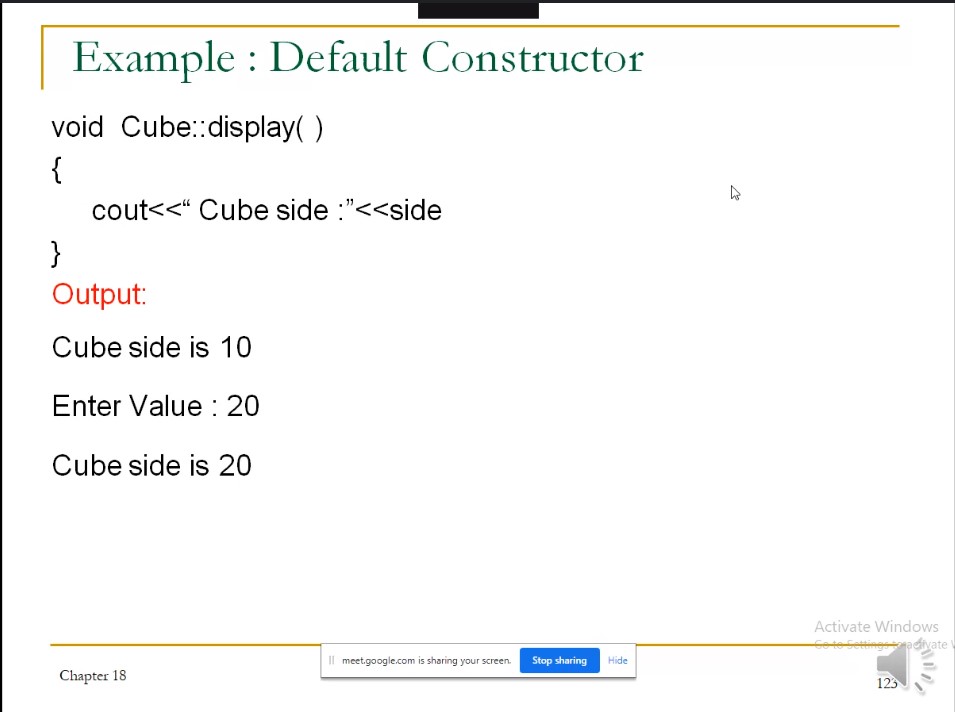 Example : Default Constructor
void Cube::display( )
{
cout<<“ Cube side :”<<side
}
Output:
Cube side is 10
Enter Value : 20
Cube side is 20
Activate Windows
Go to Settings to activate
meet.google.com is sharing your screen. Stop sharing Hide
Chapter 18
123